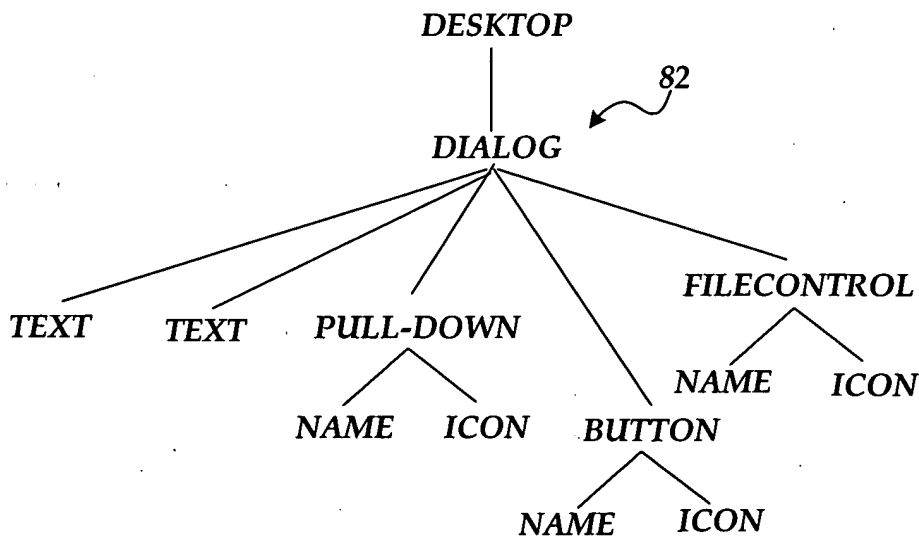 DESKTOP
82
DIALOG
FILECONTROL
TEXT TEXT PULL-DOWN
NAME ICON
NAME ICON BUTTON
NAME ICON